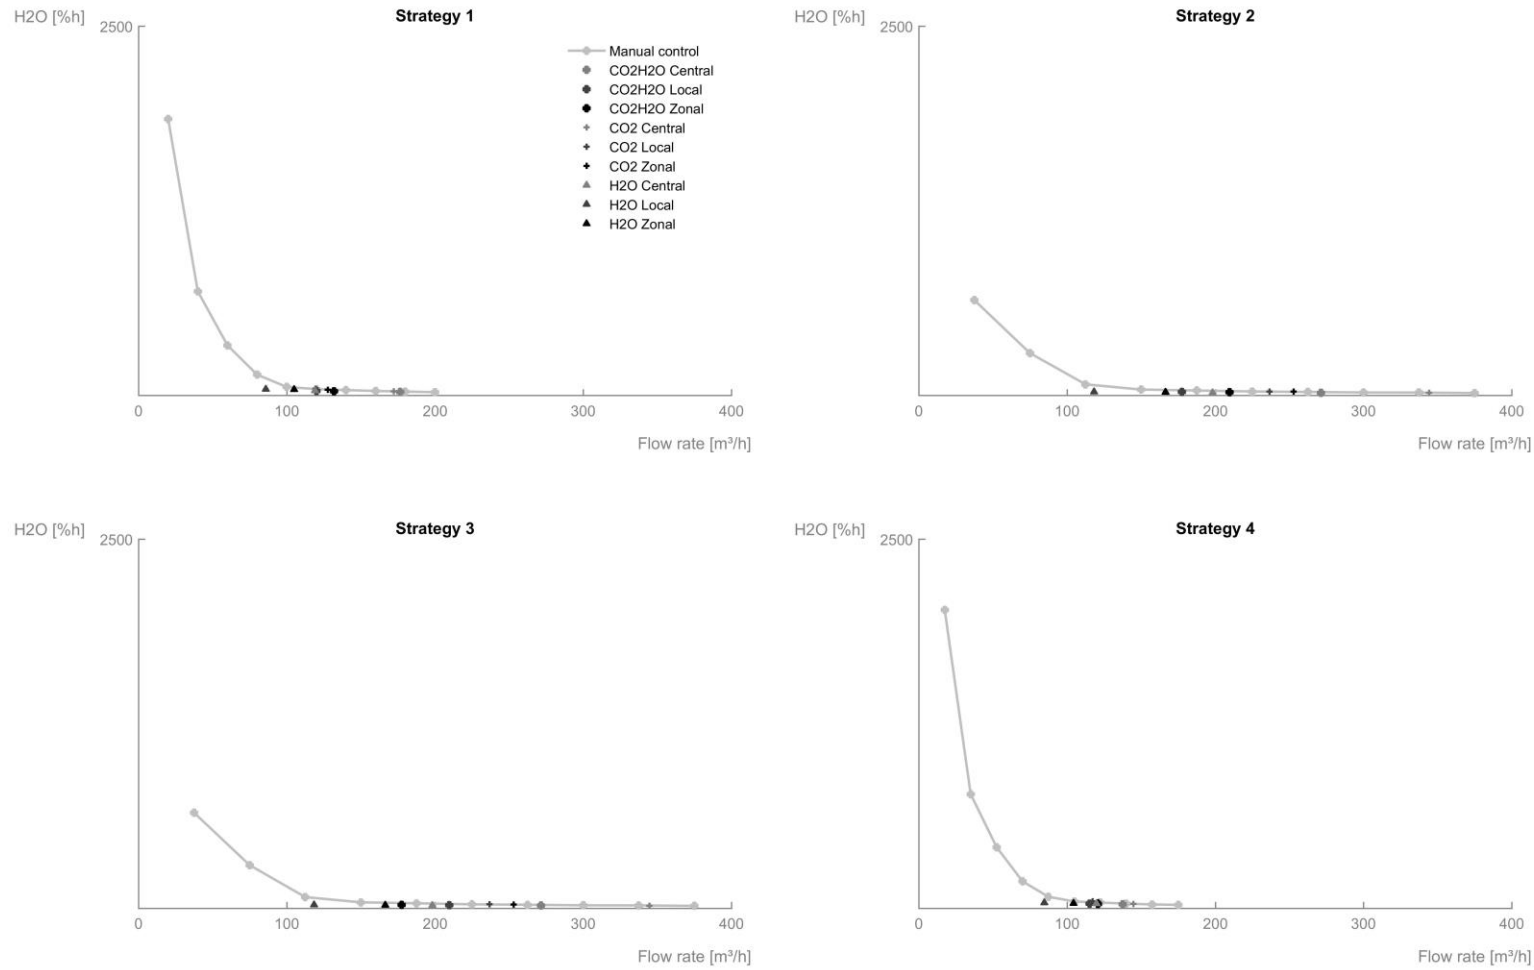 H2O [%h]
Strategy 1
2500
Manual control
CO2H2O Central
CO2H2O Local
CO2H2O Zonal
CO2 Central
CO2 Local
CO2 Zonal
H2O Central
H2O Local
H2O Zonal
0 100 200 300 400
Flow rate [m³/h]
H2O [%h]
Strategy 2
2500
0 100 200 300 400
Flow rate [m³/h]
H2O [%h]
Strategy 3
2500
0 100 200 300 400
Flow rate [m³/h]
H2O [%h]
Strategy 4
2500
0 100 200 300 400
Flow rate [m³/h]